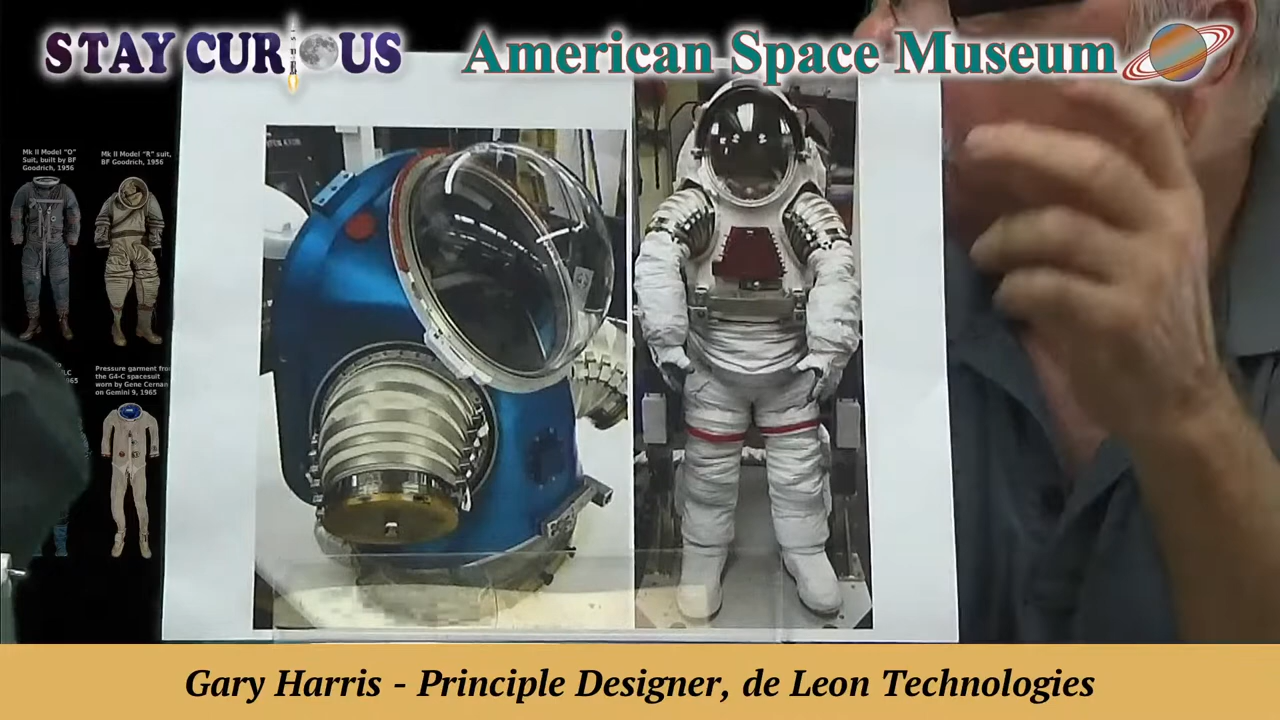 STAY CURIOUS
American Space Museum
Mk II Model "O"
Suit, built by BF
Goodrich, 1956
Mk II Model "R" suit,
BF Goodrich, 1956
Pressure garment from
the G4-C spacesuit
worn by Gene Cernan
on Gemini 9, 1965
Gary Harris - Principle Designer, de Leon Technologies